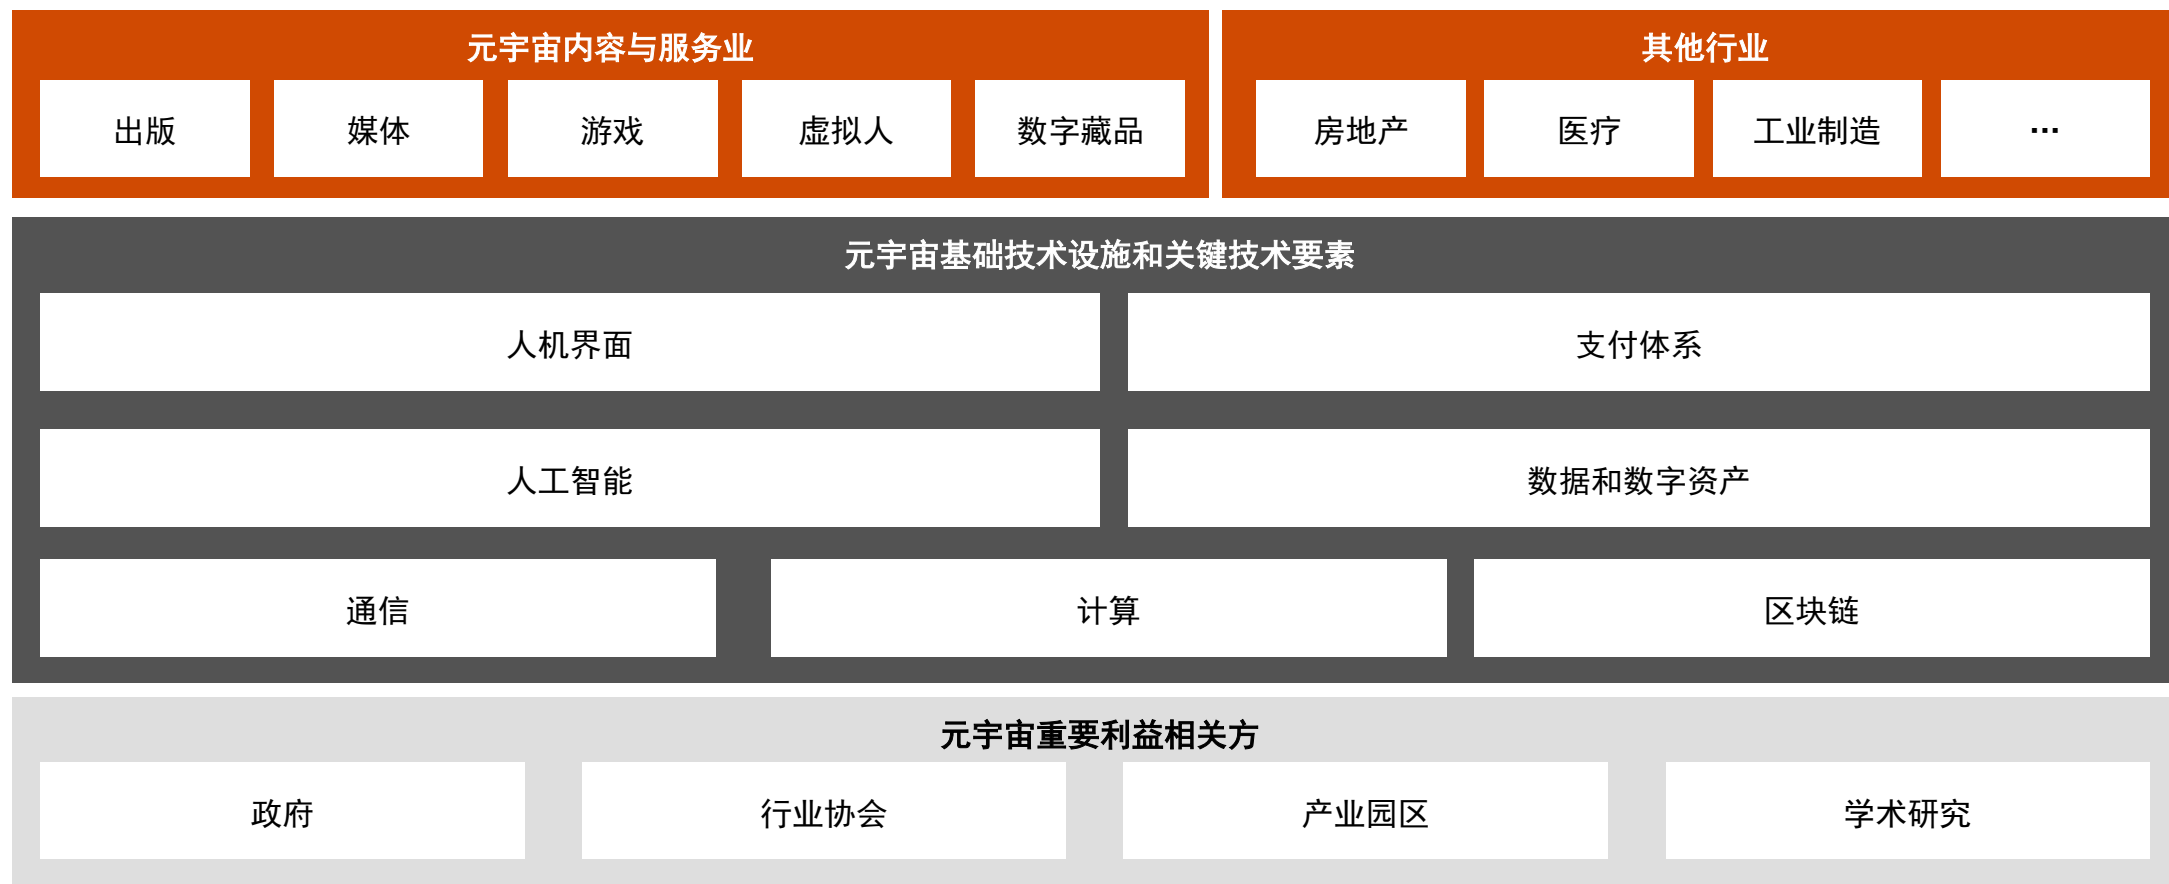 元宇宙内容与服务业
出版
媒体
游戏
虚拟人
数字藏品
其他行业
房地产
医疗
工业制造
...
元宇宙基础技术设施和关键技术要素
人机界面
支付体系
人工智能
数据和数字资产
通信
计算
区块链
元宇宙重要利益相关方
政府
行业协会
产业园区
学术研究